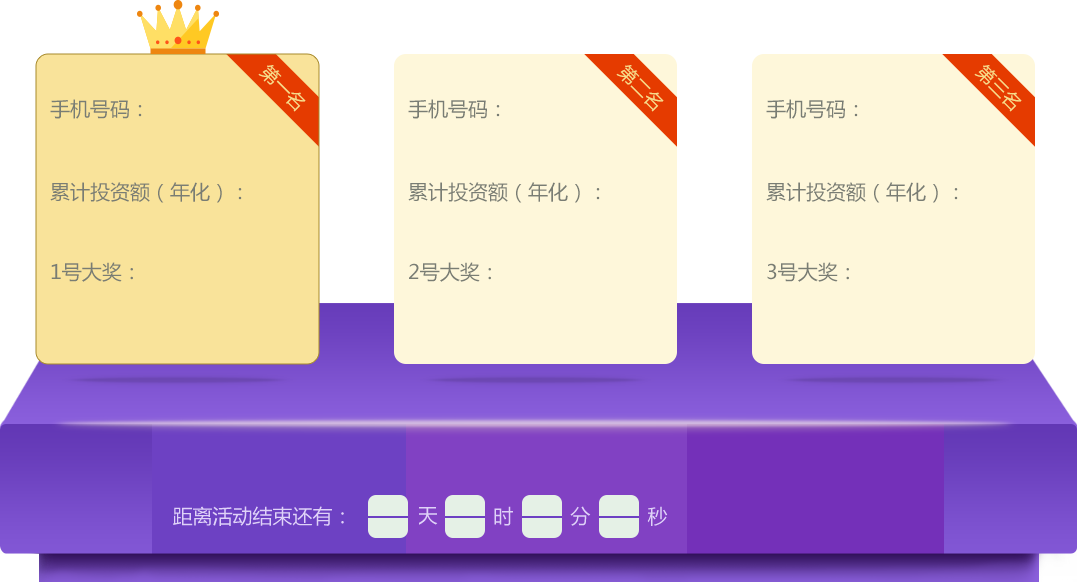 第一名
手机号码：
累计投资额（年化）：
1号大奖：
第二名
手机号码：
累计投资额（年化）：
2号大奖：
第三名
手机号码：
累计投资额（年化）：
3号大奖：
距离活动结束还有： 天 时 分 秒